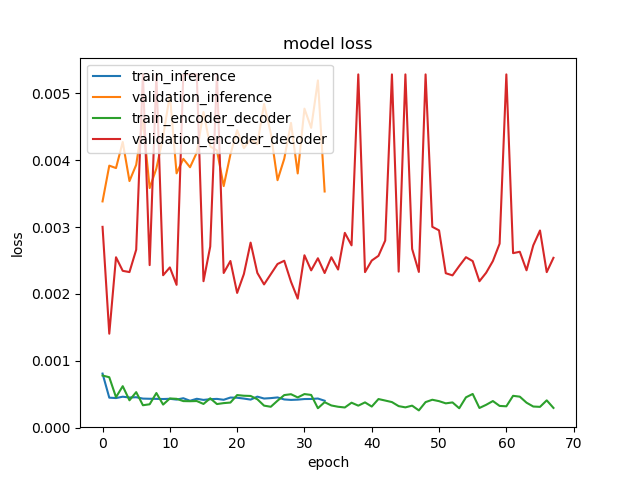 model loss
train_inference
validation_inference
train_encoder_decoder
validation_encoder_decoder
0.005
0.004
0.003
0.002
0.001
0.000
loss
0 10 20 30 40 50 60 70
epoch